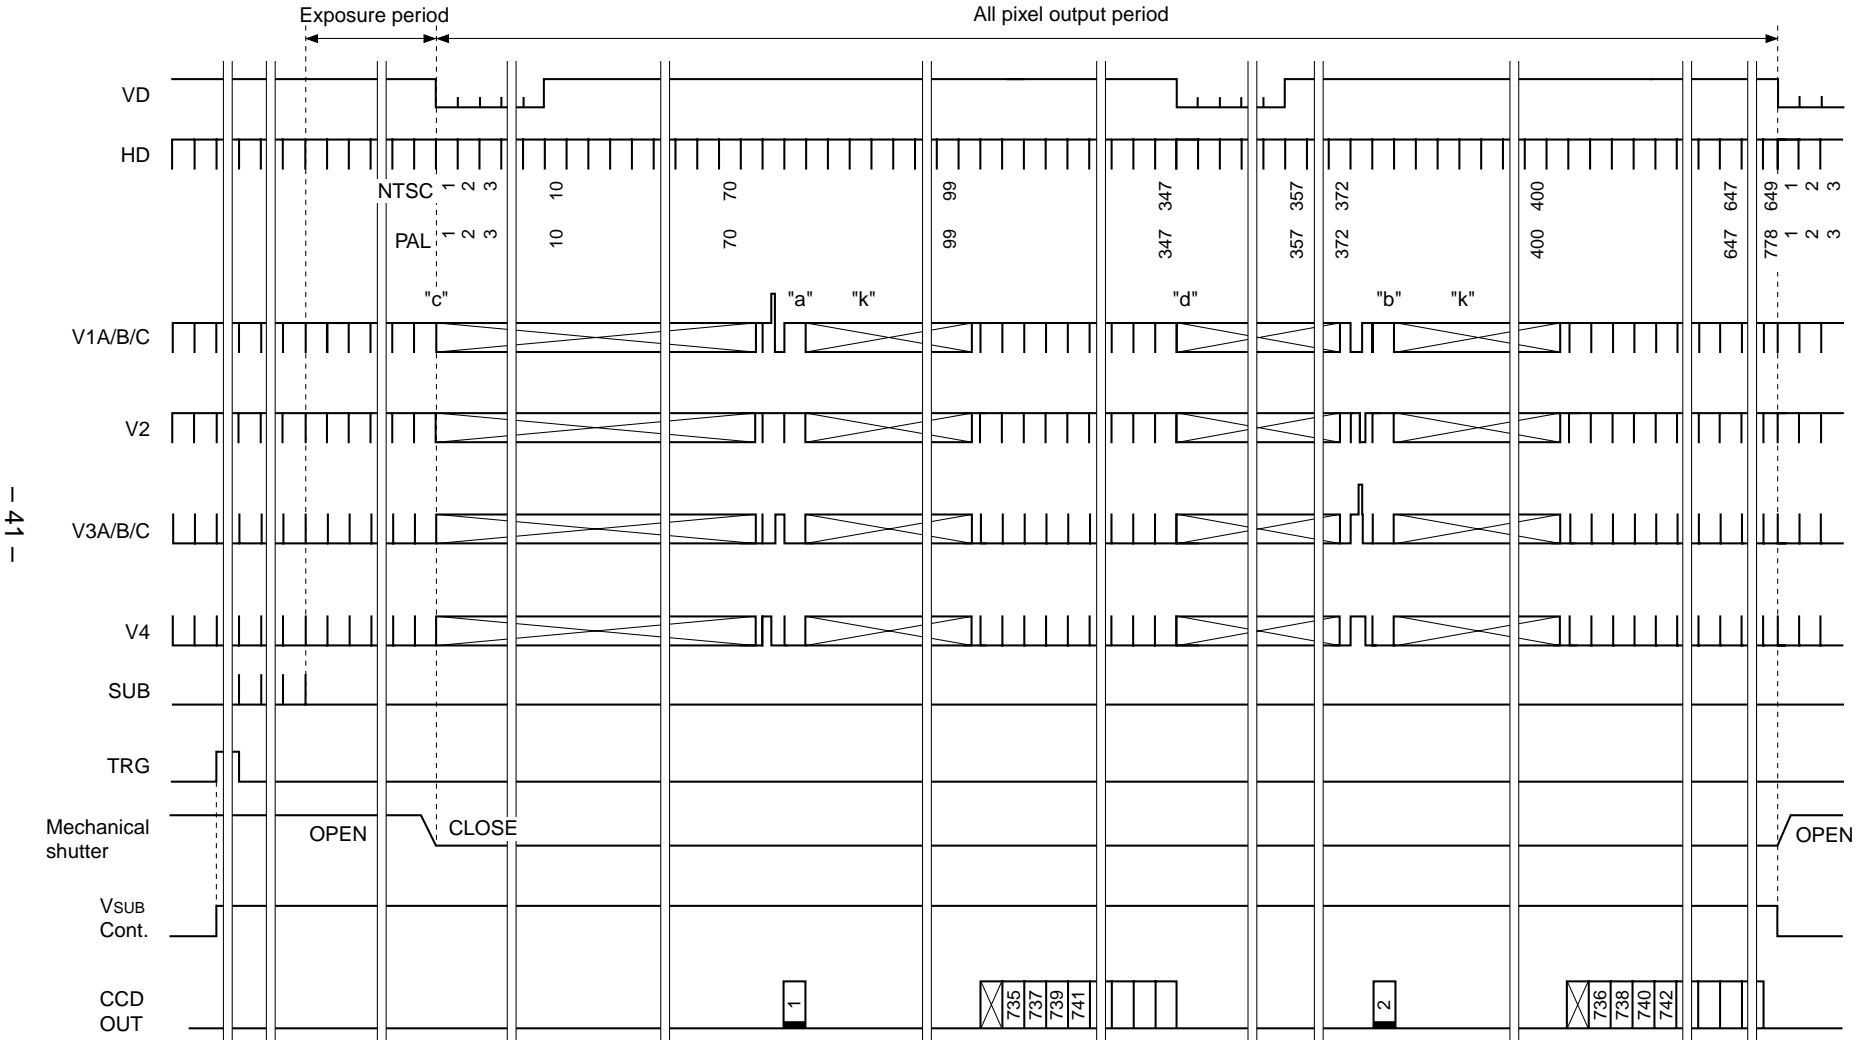 Exposure period
All pixel output period
VD
HD
NTSC 1 2 3 10 70 99 347 357 372 400 647 649 1 2 3
PAL 1 2 3 10 70 99 347 357 372 400 647 778 1 2 3
"c" "a" "k" "d" "b" "k"
V1A/B/C
V2
V3A/B/C
V4
SUB
TRG
Mechanical
shutter
OPEN CLOSE OPEN
VSUB
Cont.
CCD
OUT
1 735 737 739 741 2 736 738 740 742
– 41 –